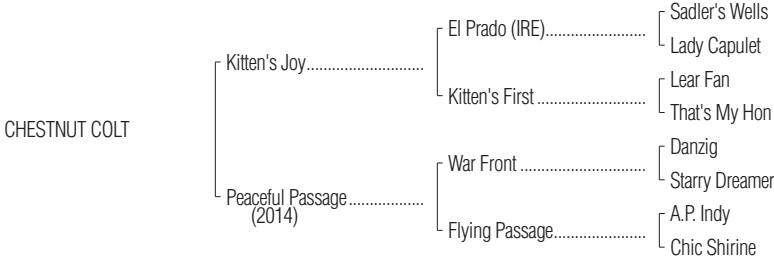 Sadler's Wells
El Prado (IRE)........................
Lady Capulet
Kitten's Joy............................
Lear Fan
Kitten's First ..........................
That's My Hon
CHESTNUT COLT
Danzig
War Front ..............................
Starry Dreamer
Peaceful Passage..................
(2014)
A.P. Indy
Flying Passage......................
Chic Shirine